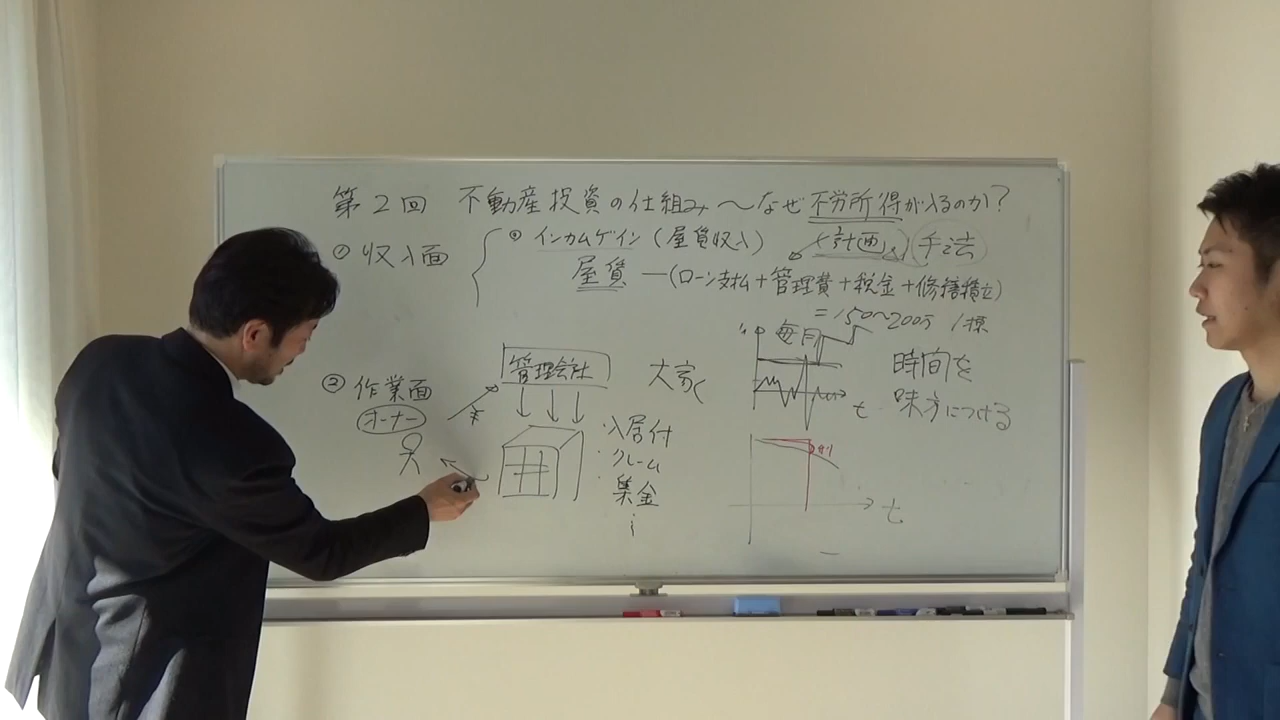 第2回 不動産投資の仕組み〜なぜ不労所得が入るのか?
① 収入面
インカムゲイン(屋賃収入)
計画 手法
屋賃 ―(ローン支払+管理費+税金+修繕積立)
=150〜200万 1棟
毎月
t
時間を
味方につける
② 作業面
オーナー
¥
管理会社
大家
・入居付
・クレーム
・集金
t